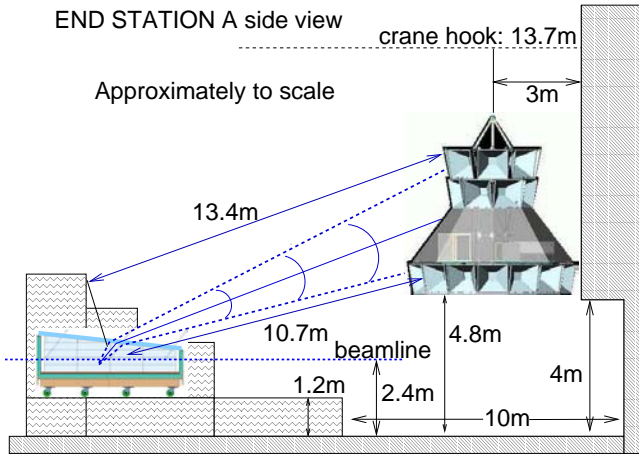 END STATION A side view
crane hook: 13.7m
3m
Approximately to scale
13.4m
10.7m
4.8m
beamline
1.2m
2.4m
4m
10m